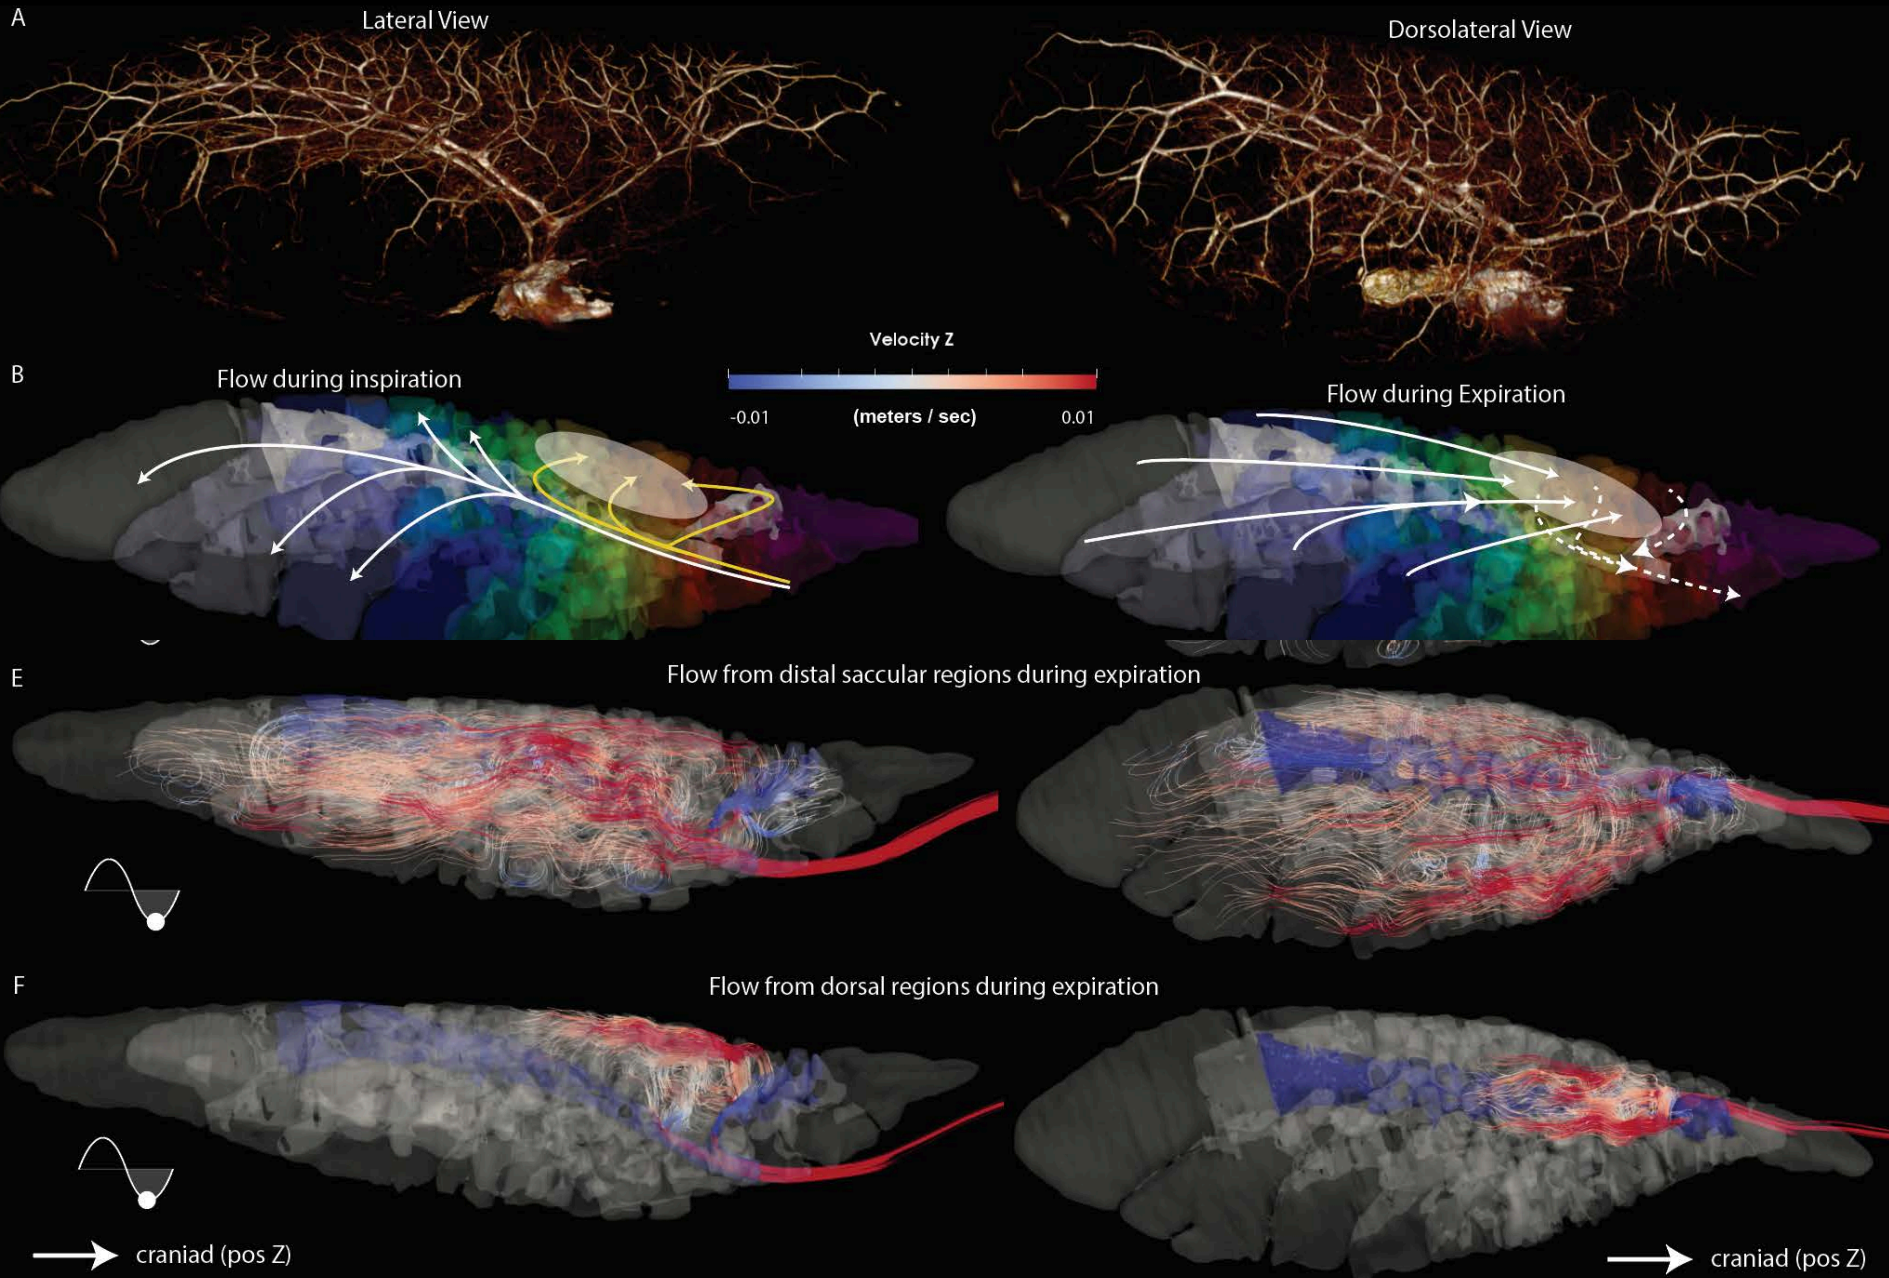 A
Lateral View
Dorsolateral View
Velocity Z
-0.01
(meters / sec)
0.01
B
Flow during inspiration
Flow during Expiration
E
Flow from distal saccular regions during expiration
F
Flow from dorsal regions during expiration
craniad (pos Z)
craniad (pos Z)